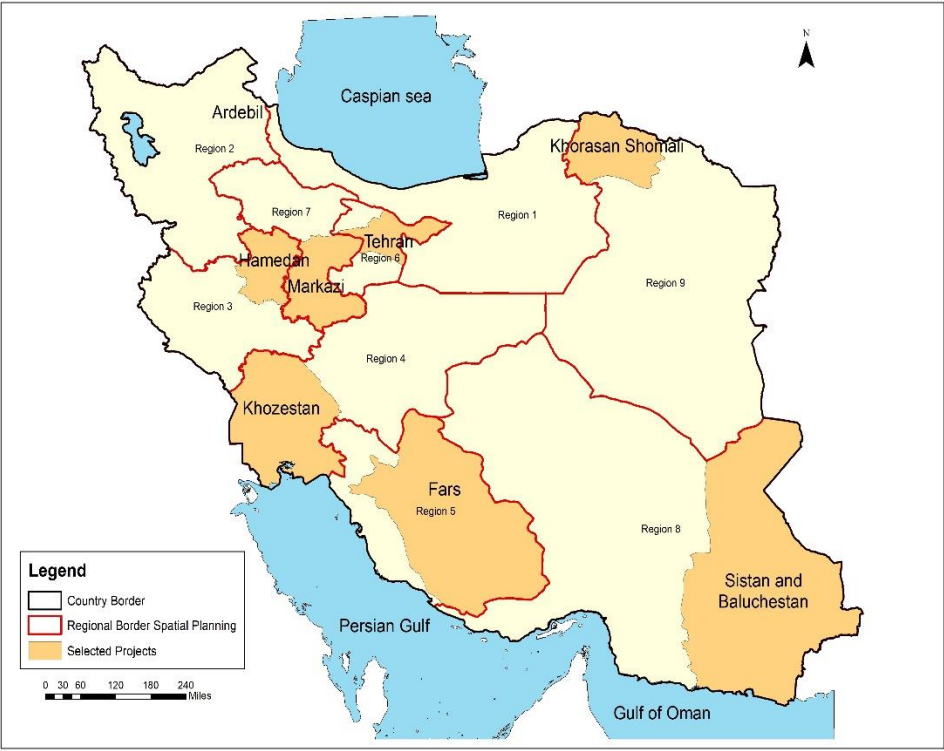 N
Caspian sea
Ardebil
Region 2
Khorasan Shomali
Region 7
Region 1
Tehran
Region 6
Hamedan
Markazi
Region 9
Region 3
Region 4
Khozestan
Fars
Region 5
Region 8
Sistan and
Baluchestan
Persian Gulf
Gulf of Oman
Legend
Country Border
Regional Border Spatial Planning
Selected Projects
0 30 60 120 180 240
Miles